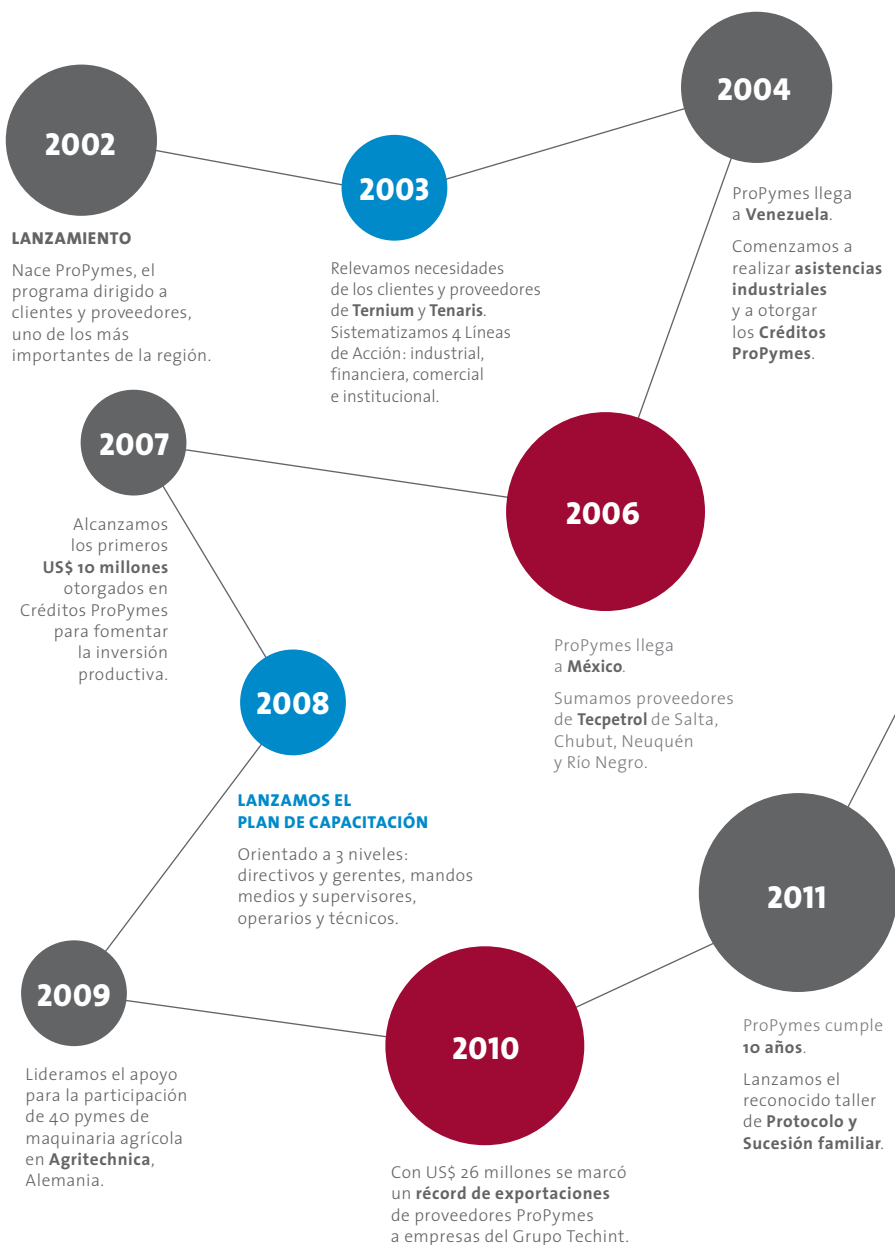 2002
LANZAMIENTO
Nace ProPymes, el
programa dirigido a
clientes y proveedores,
uno de los más
importantes de la región.
2003
Relevamos necesidades
de los clientes y proveedores
de Ternium y Tenaris.
Sistematizamos 4 Líneas
de Acción: industrial,
financiera, comercial
e institucional.
2004
ProPymes llega
a Venezuela.
Comenzamos a
realizar asistencias
industriales
y a otorgar
los Créditos
ProPymes.
2006
ProPymes llega
a México.
Sumamos proveedores
de Tecpetrol de Salta,
Chubut, Neuquén
y Río Negro.
2007
Alcanzamos
los primeros
US$ 10 millones
otorgados en
Créditos ProPymes
para fomentar
la inversión
productiva.
2008
LANZAMOS EL
PLAN DE CAPACITACIÓN
Orientado a 3 niveles:
directivos y gerentes, mandos
medios y supervisores,
operarios y técnicos.
2009
Lideramos el apoyo
para la participación
de 40 pymes de
maquinaria agrícola
en Agritechnica,
Alemania.
2010
Con US$ 26 millones se marcó
un récord de exportaciones
de proveedores ProPymes
a empresas del Grupo Techint.
2011
ProPymes cumple
10 años.
Lanzamos el
reconocido taller
de Protocolo y
Sucesión familiar.